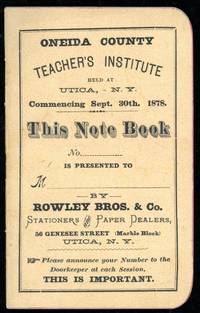 ONEIDA COUNTY
TEACHER'S INSTITUTE
HELD AT
UTICA, - N. Y.
Commencing Sept. 30th. 1878.
This Note Book
No.
IS PRESENTED TO
M
BY
ROWLEY BROS. & Co.
STATIONERS AND PAPER DEALERS,
56 GENESEE STREET (Marble Block)
UTICA, N. Y.
☞ Please announce your Number to the
Doorkeeper at each Session,
THIS IS IMPORTANT.